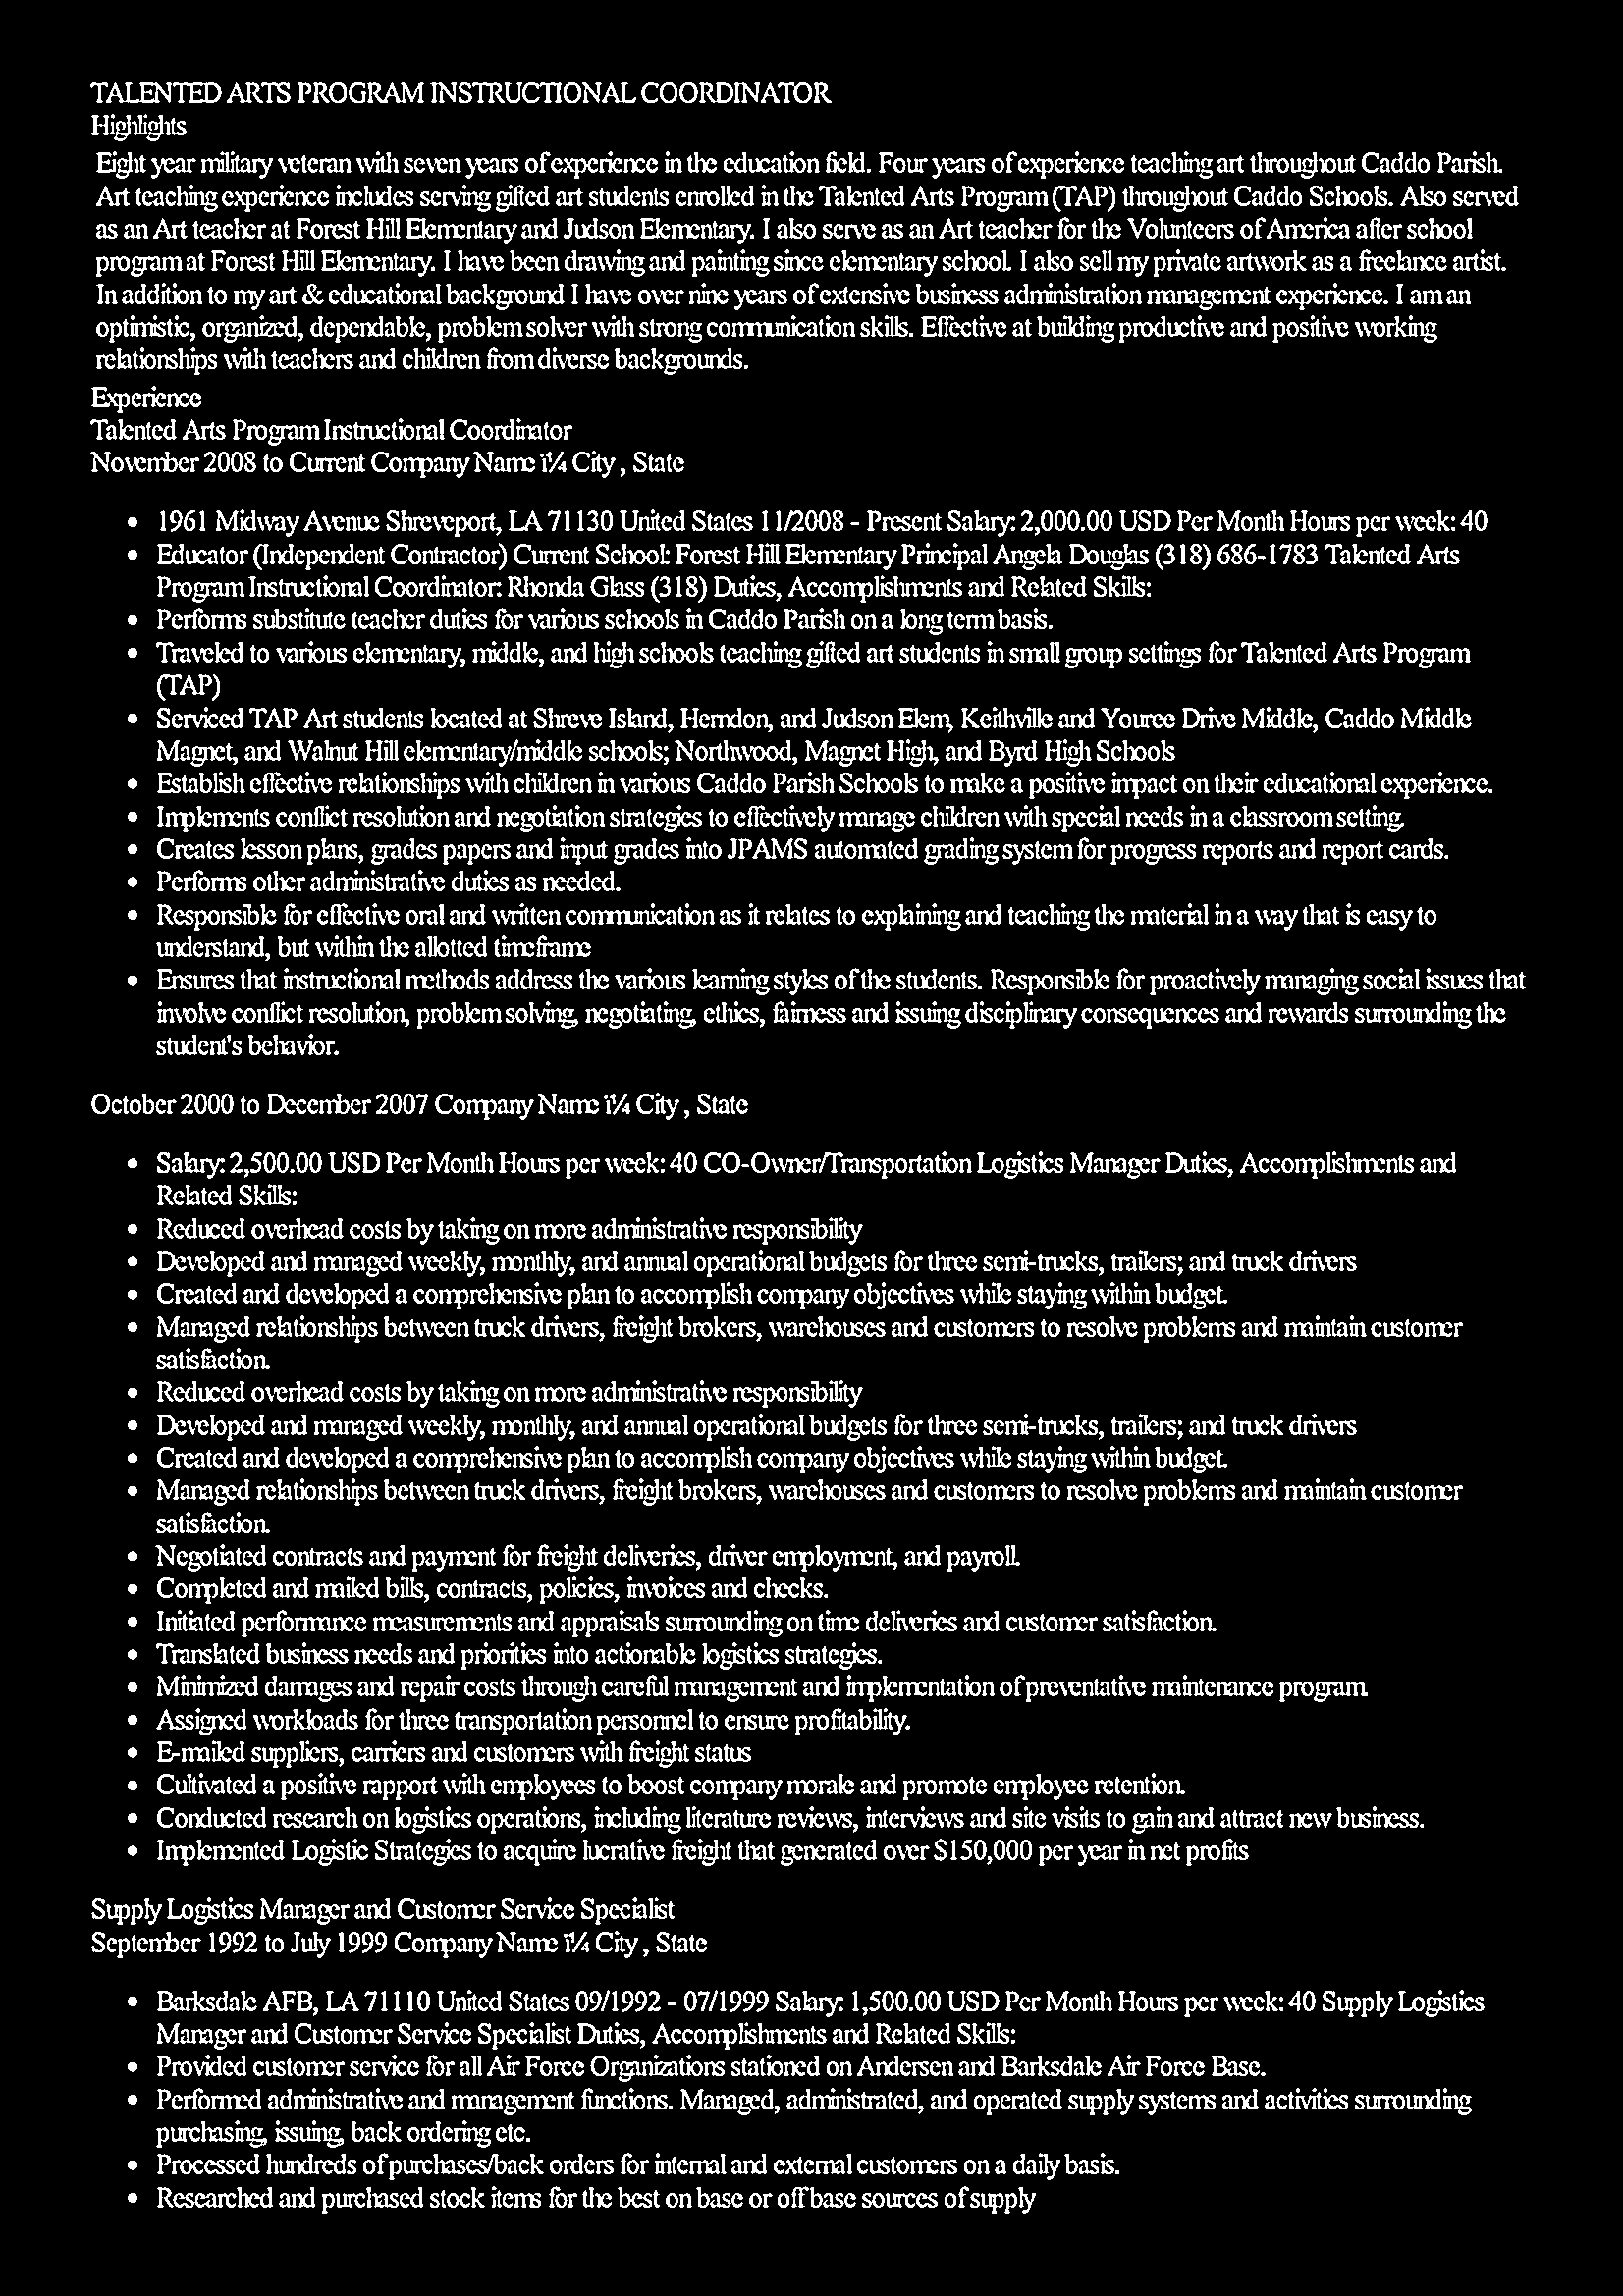 TALENTED ARTS PROGRAM INSTRUCTIONAL COORDINATOR
Highlights
Eight year military veteran with seven years of experience in the education field. Four years of experience teaching art throughout Caddo Parish.
Art teaching experience includes serving gifted art students enrolled in the Talented Arts Program (TAP) throughout Caddo Schools. Also served
as an Art teacher at Forest Hill Elementary and Judson Elementary. I also serve as an Art teacher for the Volunteers of America after school
program at Forest Hill Elementary. I have been drawing and painting since elementary school. I also sell my private artwork as a freelance artist.
In addition to my art & educational background I have over nine years of extensive business administration management experience. I am an
optimistic, organized, dependable, problem solver with strong communication skills. Effective at building productive and positive working
relationships with teachers and children from diverse backgrounds.
Experience
Talented Arts Program Instructional Coordinator
November 2008 to Current Company Name ï¼ City , State
• 1961 Midway Avenue Shreveport, LA 71130 United States 11/2008 - Present Salary: 2,000.00 USD Per Month Hours per week: 40
• Educator (Independent Contractor) Current School: Forest Hill Elementary Principal Angela Douglas (318) 686-1783 Talented Arts
Program Instructional Coordinator: Rhonda Glass (318) Duties, Accomplishments and Related Skills:
• Performs substitute teacher duties for various schools in Caddo Parish on a long term basis.
• Traveled to various elementary, middle, and high schools teaching gifted art students in small group settings for Talented Arts Program
(TAP)
• Serviced TAP Art students located at Shreve Island, Herndon, and Judson Elem, Keithville and Youree Drive Middle, Caddo Middle
Magnet, and Walnut Hill elementary/middle schools; Northwood, Magnet High, and Byrd High Schools
• Establish effective relationships with children in various Caddo Parish Schools to make a positive impact on their educational experience.
• Implements conflict resolution and negotiation strategies to effectively manage children with special needs in a classroom setting.
• Creates lesson plans, grades papers and input grades into JPAMS automated grading system for progress reports and report cards.
• Performs other administrative duties as needed.
• Responsible for effective oral and written communication as it relates to explaining and teaching the material in a way that is easy to
understand, but within the allotted timeframe
• Ensures that instructional methods address the various learning styles of the students. Responsible for proactively managing social issues that
involve conflict resolution, problem solving, negotiating, ethics, fairness and issuing disciplinary consequences and rewards surrounding the
student's behavior.
October 2000 to December 2007 Company Name ï¼ City , State
• Salary: 2,500.00 USD Per Month Hours per week: 40 CO-Owner/Transportation Logistics Manager Duties, Accomplishments and
Related Skills:
• Reduced overhead costs by taking on more administrative responsibility
• Developed and managed weekly, monthly, and annual operational budgets for three semi-trucks, trailers; and truck drivers
• Created and developed a comprehensive plan to accomplish company objectives while staying within budget.
• Managed relationships between truck drivers, freight brokers, warehouses and customers to resolve problems and maintain customer
satisfaction.
• Reduced overhead costs by taking on more administrative responsibility
• Developed and managed weekly, monthly, and annual operational budgets for three semi-trucks, trailers; and truck drivers
• Created and developed a comprehensive plan to accomplish company objectives while staying within budget.
• Managed relationships between truck drivers, freight brokers, warehouses and customers to resolve problems and maintain customer
satisfaction.
• Negotiated contracts and payment for freight deliveries, driver employment, and payroll.
• Completed and mailed bills, contracts, policies, invoices and checks.
• Initiated performance measurements and appraisals surrounding on time deliveries and customer satisfaction.
• Translated business needs and priorities into actionable logistics strategies.
• Minimized damages and repair costs through careful management and implementation of preventative maintenance program.
• Assigned workloads for three transportation personnel to ensure profitability.
• E-mailed suppliers, carriers and customers with freight status
• Cultivated a positive rapport with employees to boost company morale and promote employee retention.
• Conducted research on logistics operations, including literature reviews, interviews and site visits to gain and attract new business.
• Implemented Logistic Strategies to acquire lucrative freight that generated over $150,000 per year in net profits
Supply Logistics Manager and Customer Service Specialist
September 1992 to July 1999 Company Name ï¼ City , State
• Barksdale AFB, LA 71110 United States 09/1992 - 07/1999 Salary: 1,500.00 USD Per Month Hours per week: 40 Supply Logistics
Manager and Customer Service Specialist Duties, Accomplishments and Related Skills:
• Provided customer service for all Air Force Organizations stationed on Andersen and Barksdale Air Force Base.
• Performed administrative and management functions. Managed, administrated, and operated supply systems and activities surrounding
purchasing, issuing, back ordering etc.
• Processed hundreds of purchases/back orders for internal and external customers on a daily basis.
• Researched and purchased stock items for the best on base or off base sources of supply